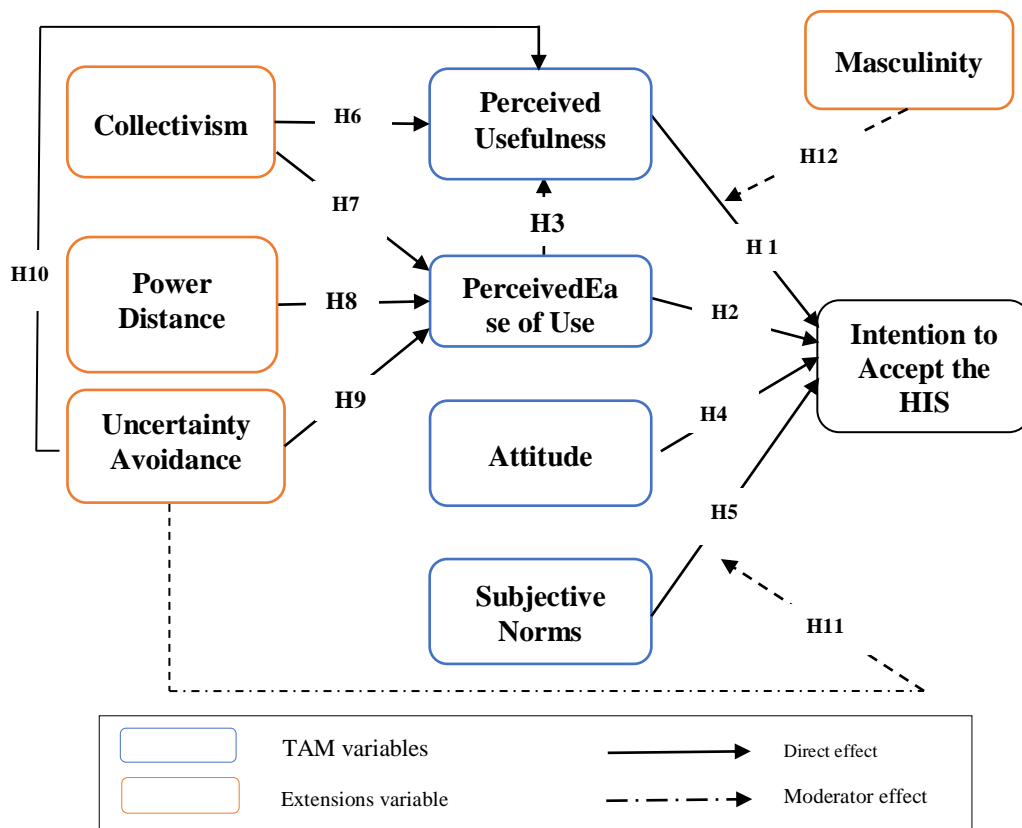 Masculinity
Perceived
Usefulness
Collectivism
H6
H12
H7
H3
H 1
H10
Power
Distance
H8
PerceivedEa
se of Use
H2
Intention to
Accept the
HIS
H9
Uncertainty
Avoidance
H4
Attitude
H5
Subjective
Norms
H11
TAM variables
Direct effect
Extensions variable
Moderator effect